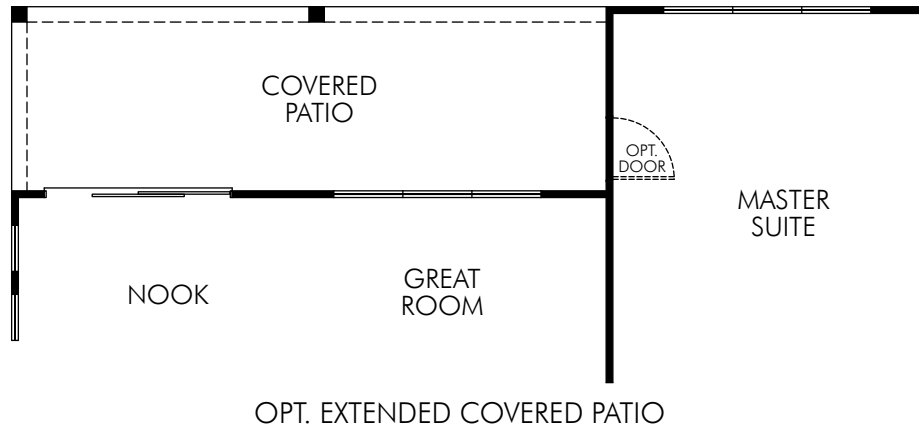 COVERED
PATIO
OPT.
DOOR
MASTER
SUITE
NOOK
GREAT
ROOM
OPT. EXTENDED COVERED PATIO